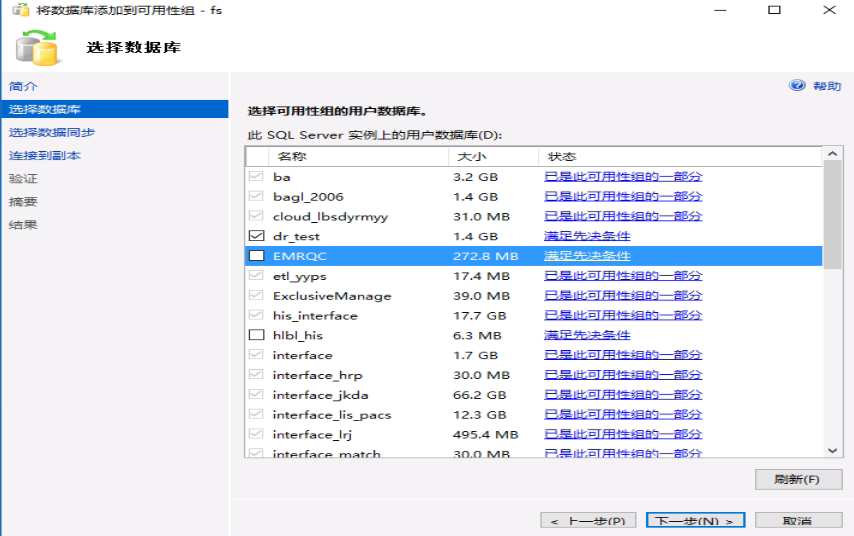 将数据库添加到可用性组 - fs
选择数据库
简介
帮助
选择数据库
选择数据同步
连接到副本
验证
摘要
结果
选择可用性组的用户数据库。
此 SQL Server 实例上的用户数据库(D):
名称 大小 状态
ba 3.2 GB 已是此可用性组的一部分
bagl_2006 1.4 GB 已是此可用性组的一部分
cloud_lbsdyrmyy 31.0 MB 已是此可用性组的一部分
dr_test 1.4 GB 满足先决条件
EMRQC 272.8 MB 满足先决条件
etl_yyps 17.4 MB 已是此可用性组的一部分
ExclusiveManage 39.0 MB 已是此可用性组的一部分
his_interface 17.7 GB 已是此可用性组的一部分
hlbl_his 6.3 MB 满足先决条件
interface 1.7 GB 已是此可用性组的一部分
interface_hrp 30.0 MB 已是此可用性组的一部分
interface_jkda 66.2 GB 已是此可用性组的一部分
interface_lis_pacs 12.3 GB 已是此可用性组的一部分
interface_lrj 495.4 MB 已是此可用性组的一部分
interface_match 30.0 MB 已是此可用性组的一部分
刷新(F)
< 上一步(P) 下一步(N) > 取消